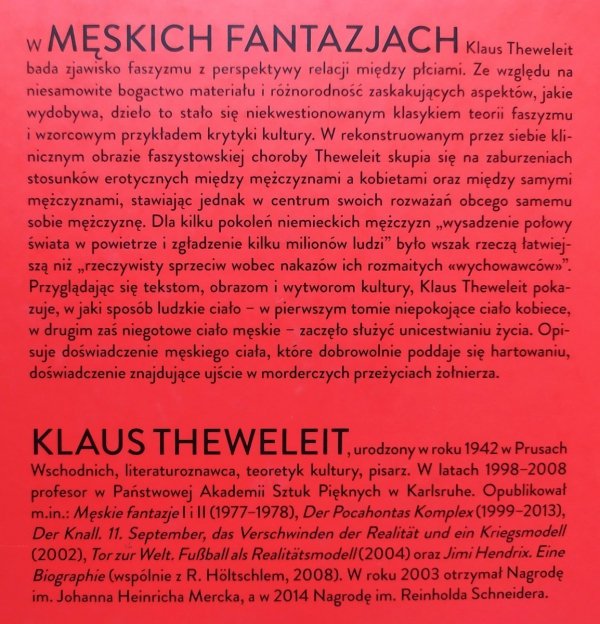 W MĘSKICH FANTAZJACH Klaus Theweleit
bada zjawisko faszyzmu z perspektywy relacji między płciami. Ze względu na
niesamowite bogactwo materiału i różnorodność zaskakujących aspektów, jakie
wydobywa, dzieło to stało się niekwestionowanym klasykiem teorii faszyzmu
i wzorcowym przykładem krytyki kultury. W rekonstruowanym przez siebie kli-
nicznym obrazie faszystowskiej choroby Theweleit skupia się na zaburzeniach
stosunków erotycznych między mężczyznami a kobietami oraz między samymi
mężczyznami, stawiając jednak w centrum swoich rozważań obcego samemu
sobie mężczyznę. Dla kilku pokoleń niemieckich mężczyzn „wysadzenie połowy
świata w powietrze i zgładzenie kilku milionów ludzi” było wszak rzeczą łatwiej-
szą niż „rzeczywisty sprzeciw wobec nakazów ich rozmaitych «wychowawców»”.
Przyglądając się tekstom, obrazom i wytworom kultury, Klaus Theweleit poka-
zuje, w jaki sposób ludzkie ciało – w pierwszym tomie niepokojące ciało kobiece,
w drugim zaś niegotowe ciało męskie – zaczęło służyć unicestwianiu życia. Opi-
suje doświadczenie męskiego ciała, które dobrowolnie poddaje się hartowaniu,
doświadczenie znajdujące ujście w morderczych przeżyciach żołnierza.
KLAUS THEWELEIT, urodzony w roku 1942 w Prusach
Wschodnich, literaturoznawca, teoretyk kultury, pisarz. W latach 1998–2008
profesor w Państwowej Akademii Sztuk Pięknych w Karlsruhe. Opublikował
m.in.: Męskie fantazje I i II (1977–1978), Der Pocahontas Komplex (1999–2013),
Der Knall. 11. September, das Verschwinden der Realität und ein Kriegsmodell
(2002), Tor zur Welt. Fußball als Realitätsmodell (2004) oraz Jimi Hendrix. Eine
Biographie (wspólnie z R. Höltschlem, 2008). W roku 2003 otrzymał Nagrodę
im. Johanna Heinricha Mercka, a w 2014 Nagrodę im. Reinholda Schneidera.